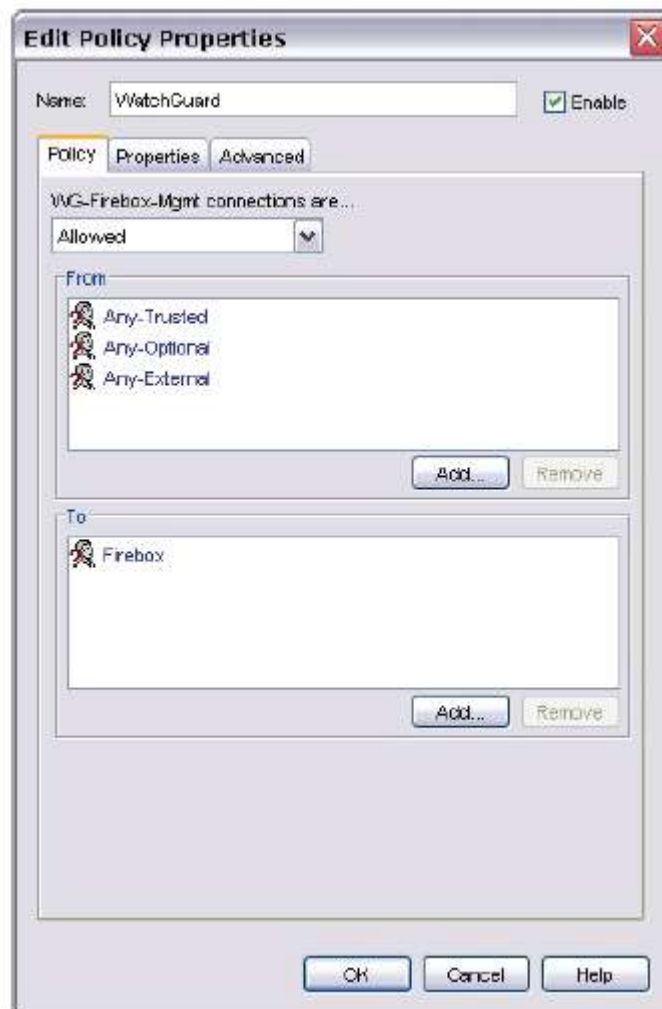 Edit Policy Properties
Name: WatchGuard Enable
Policy Properties Advanced
WG-Firebox-Mgmt connections are...
Allowed
From
Any-Trusted
Any-Optional
Any-External
Add... Remove
To
Firebox
Add... Remove
OK Cancel Help